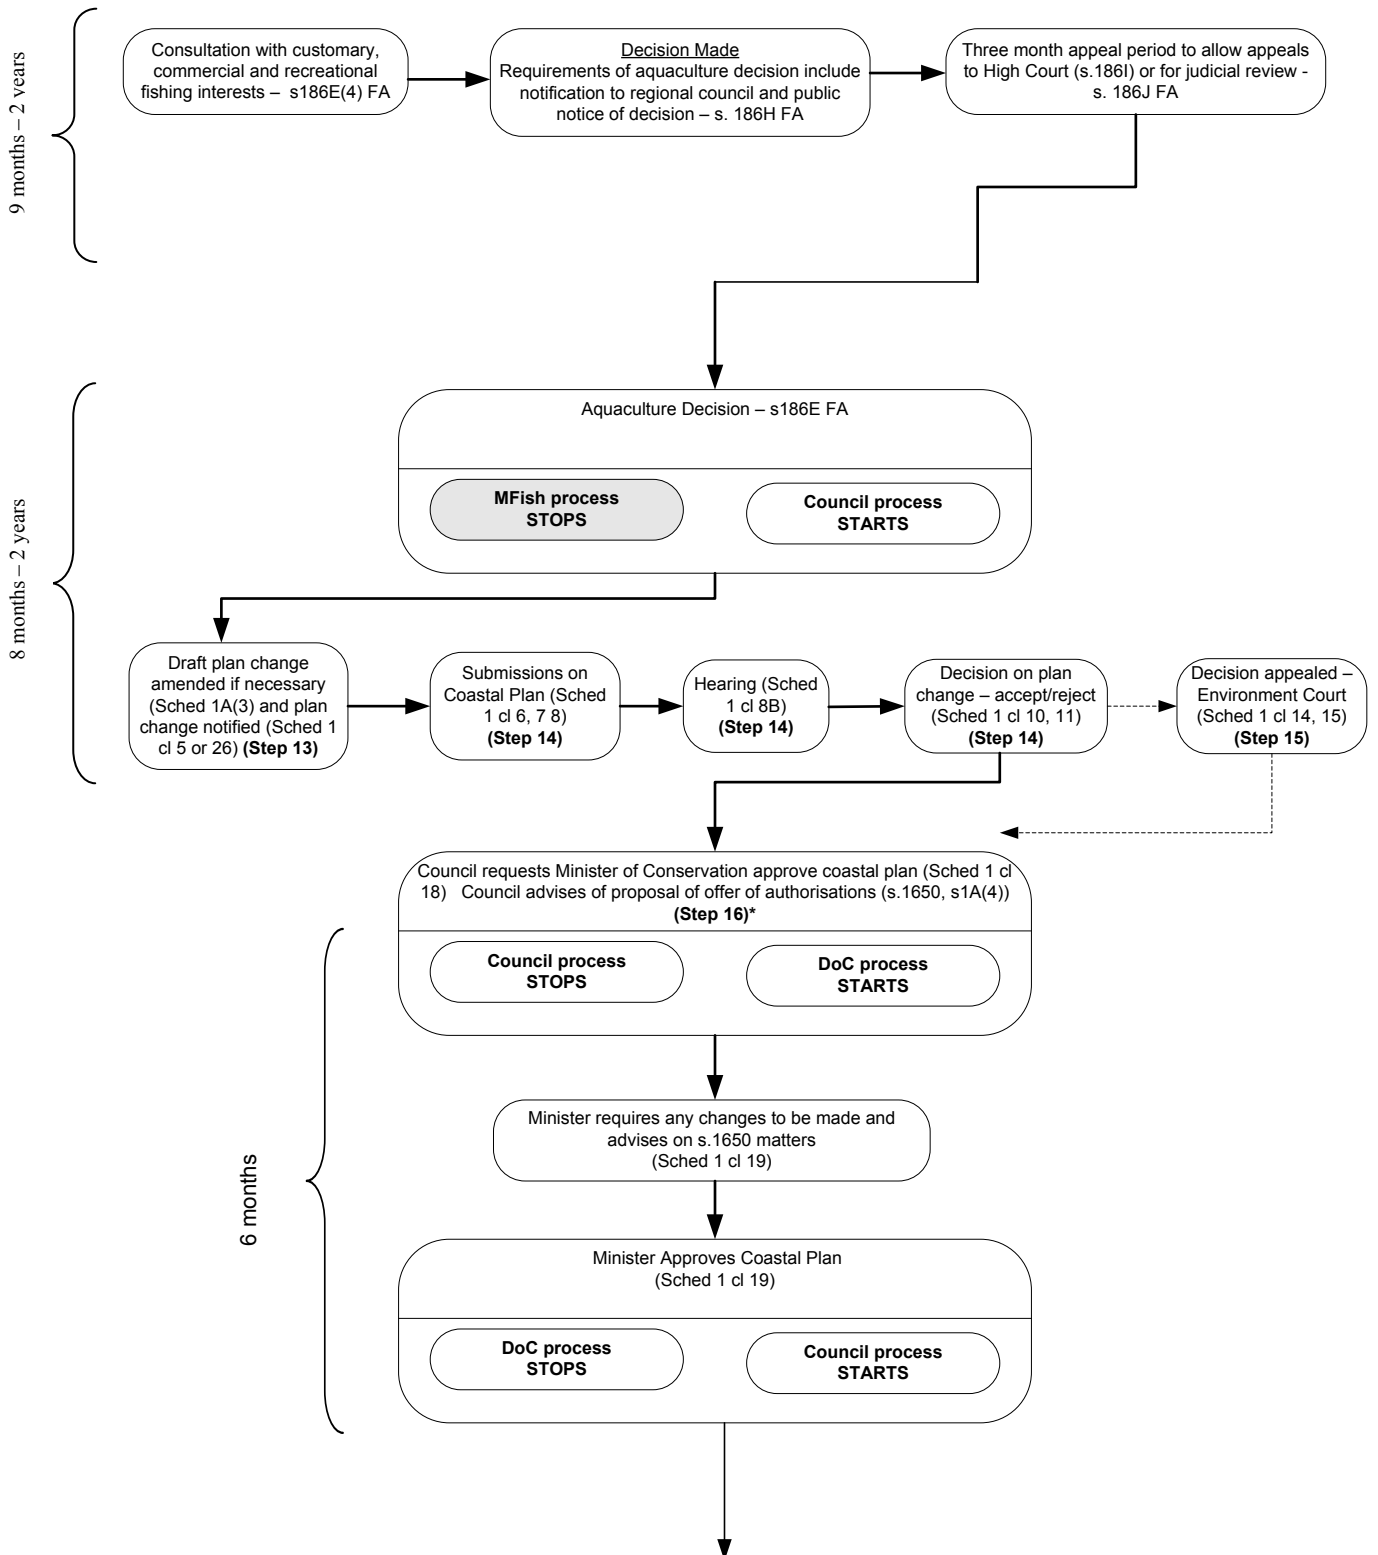 9 months – 2 years
Consultation with customary,
commercial and recreational
fishing interests – s186E(4) FA
Decision Made
Requirements of aquaculture decision include
notification to regional council and public
notice of decision – s. 186H FA
Three month appeal period to allow appeals
to High Court (s.186I) or for judicial review -
s. 186J FA
8 months – 2 years
Aquaculture Decision – s186E FA
MFish process
STOPS
Council process
STARTS
Draft plan change
amended if necessary
(Sched 1A(3) and plan
change notified (Sched 1
cl 5 or 26) (Step 13)
Submissions on
Coastal Plan (Sched
1 cl 6, 7 8)
(Step 14)
Hearing (Sched
1 cl 8B)
(Step 14)
Decision on plan
change – accept/reject
(Sched 1 cl 10, 11)
(Step 14)
Decision appealed –
Environment Court
(Sched 1 cl 14, 15)
(Step 15)
Council requests Minister of Conservation approve coastal plan (Sched 1 cl
18) Council advises of proposal of offer of authorisations (s.1650, s1A(4))
(Step 16)*
Council process
STOPS
DoC process
STARTS
6 months
Minister requires any changes to be made and
advises on s.1650 matters
(Sched 1 cl 19)
Minister Approves Coastal Plan
(Sched 1 cl 19)
DoC process
STOPS
Council process
STARTS